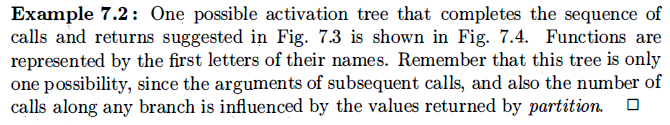 Example 7.2: One possible activation tree that completes the sequence of
calls and returns suggested in Fig. 7.3 is shown in Fig. 7.4. Functions are
represented by the first letters of their names. Remember that this tree is only
one possibility, since the arguments of subsequent calls, and also the number of
calls along any branch is influenced by the values returned by partition. □